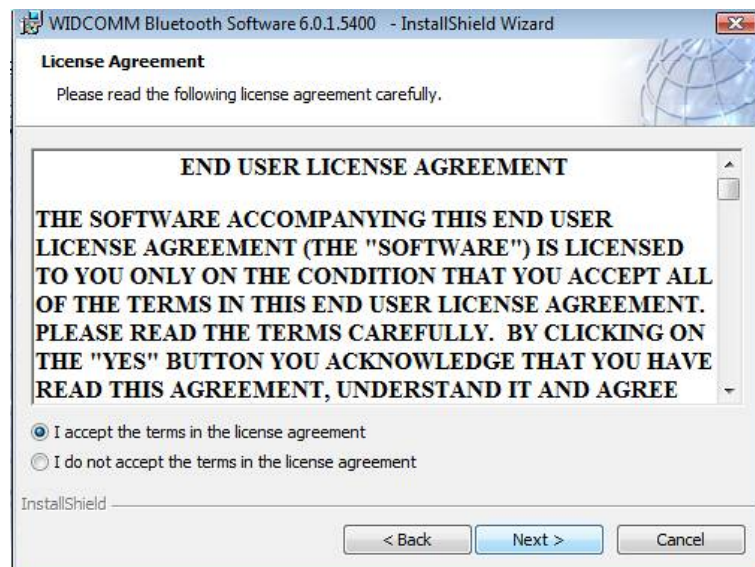 WIDCOMM Bluetooth Software 6.0.1.5400 - InstallShield Wizard
License Agreement
Please read the following license agreement carefully.
END USER LICENSE AGREEMENT
THE SOFTWARE ACCOMPANYING THIS END USER
LICENSE AGREEMENT (THE "SOFTWARE") IS LICENSED
TO YOU ONLY ON THE CONDITION THAT YOU ACCEPT ALL
OF THE TERMS IN THIS END USER LICENSE AGREEMENT.
PLEASE READ THE TERMS CAREFULLY. BY CLICKING ON
THE "YES" BUTTON YOU ACKNOWLEDGE THAT YOU HAVE
READ THIS AGREEMENT, UNDERSTAND IT AND AGREE
I accept the terms in the license agreement
I do not accept the terms in the license agreement
InstallShield
< Back Next > Cancel